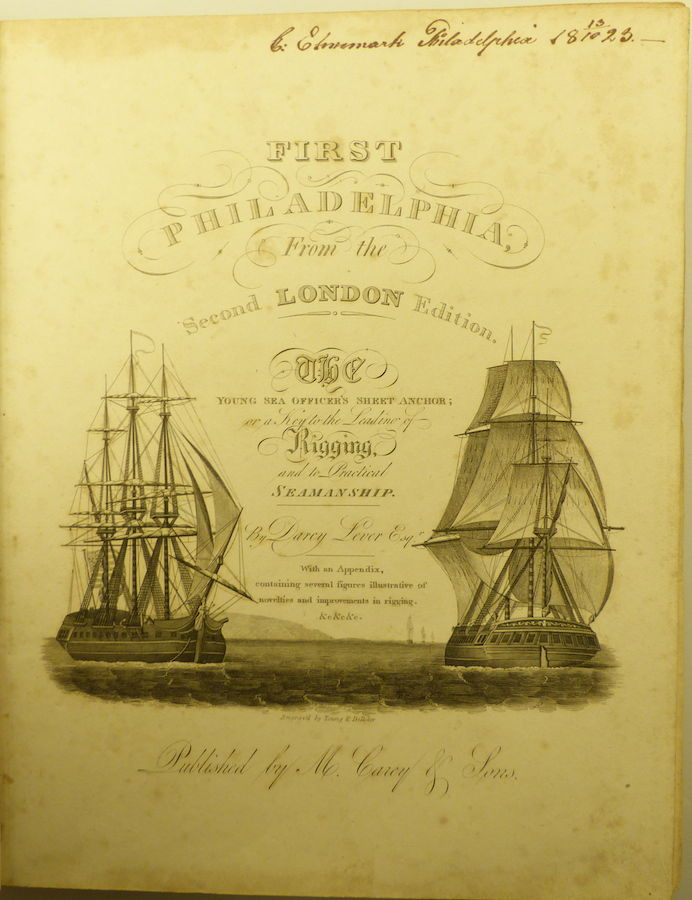 C: Elmmark Philadelphia 18 13/10 23.—
FIRST
PHILADELPHIA,
From the
Second LONDON Edition.
THE
YOUNG SEA OFFICER'S SHEET ANCHOR;
or a Key to the Leading of
Rigging,
and to Practical
SEAMANSHIP.
By Darcy Lever Esqr.
With an Appendix,
containing several figures illustrative of
novelties and improvements in rigging.
&c &c &c.
Engraved by Young & Delleker
Published by M. Carey & Sons.